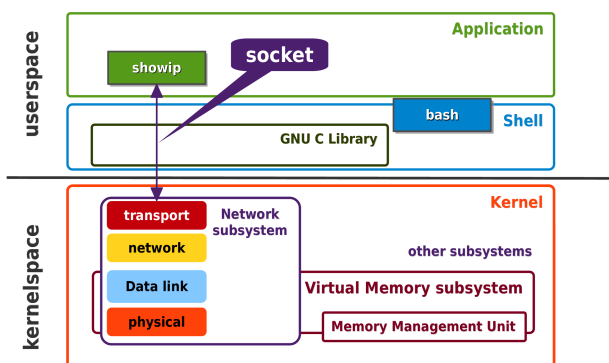 userspace
Application
showip
socket
bash
Shell
GNU C Library
kernelspace
Kernel
transport
Network
subsystem
network
other subsystems
Data link
Virtual Memory subsystem
physical
Memory Management Unit